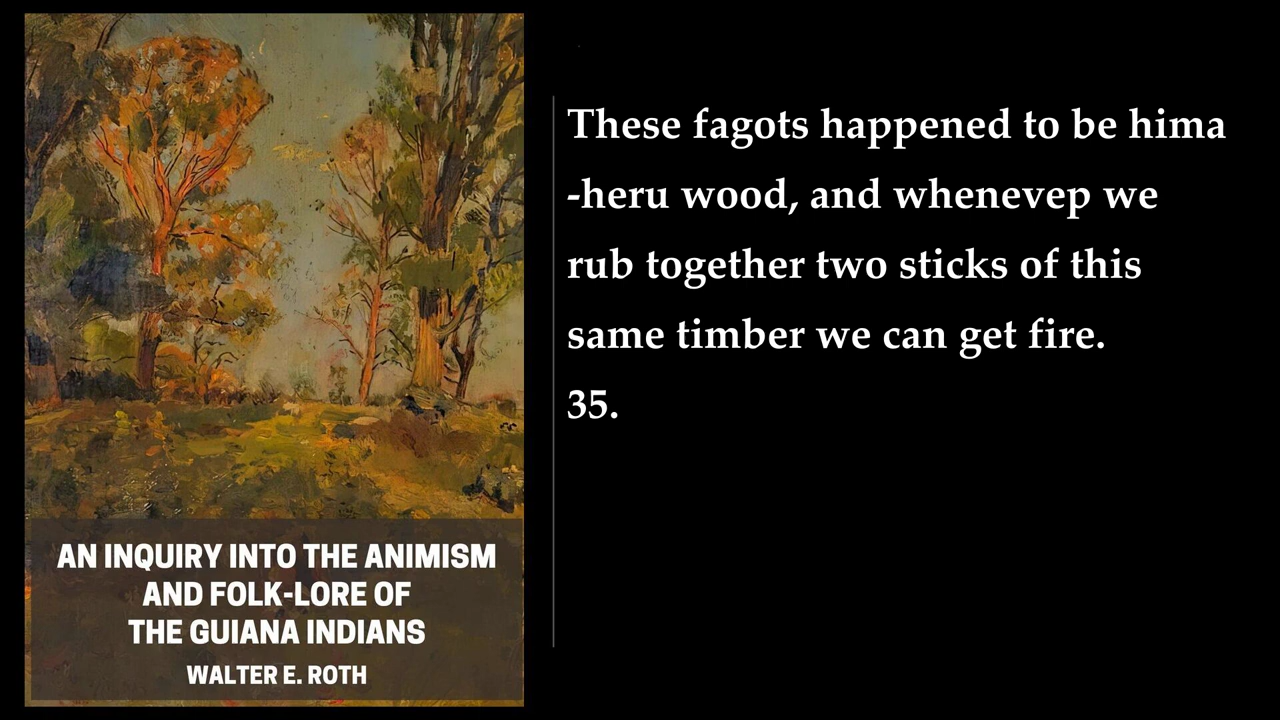 These fagots happened to be hima
-heru wood, and whenevep we
rub together two sticks of this
same timber we can get fire.
35.
AN INQUIRY INTO THE ANIMISM
AND FOLK-LORE OF
THE GUIANA INDIANS
WALTER E. ROTH